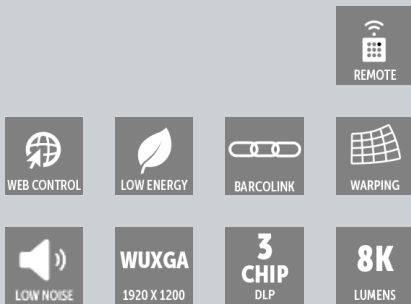 REMOTE
WEB CONTROL
LOW ENERGY
BARCOLINK
WARPING
LOW NOISE
WUXGA
1920 X 1200
3
CHIP
DLP
8K
LUMENS